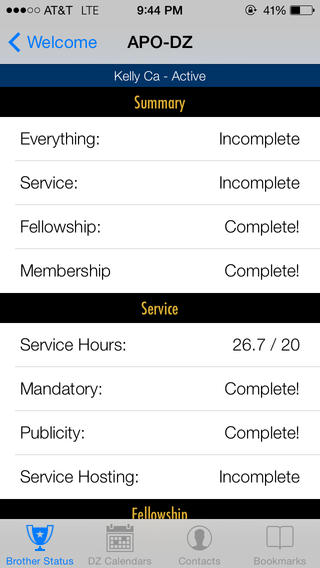 AT&T LTE 9:44 PM 41%
Welcome APO-DZ
Kelly Ca - Active
Summary
Everything: Incomplete
Service: Incomplete
Fellowship: Complete!
Membership Complete!
Service
Service Hours: 26.7 / 20
Mandatory: Complete!
Publicity: Complete!
Service Hosting: Incomplete
Fellowship
Brother Status DZ Calendars Contacts Bookmarks